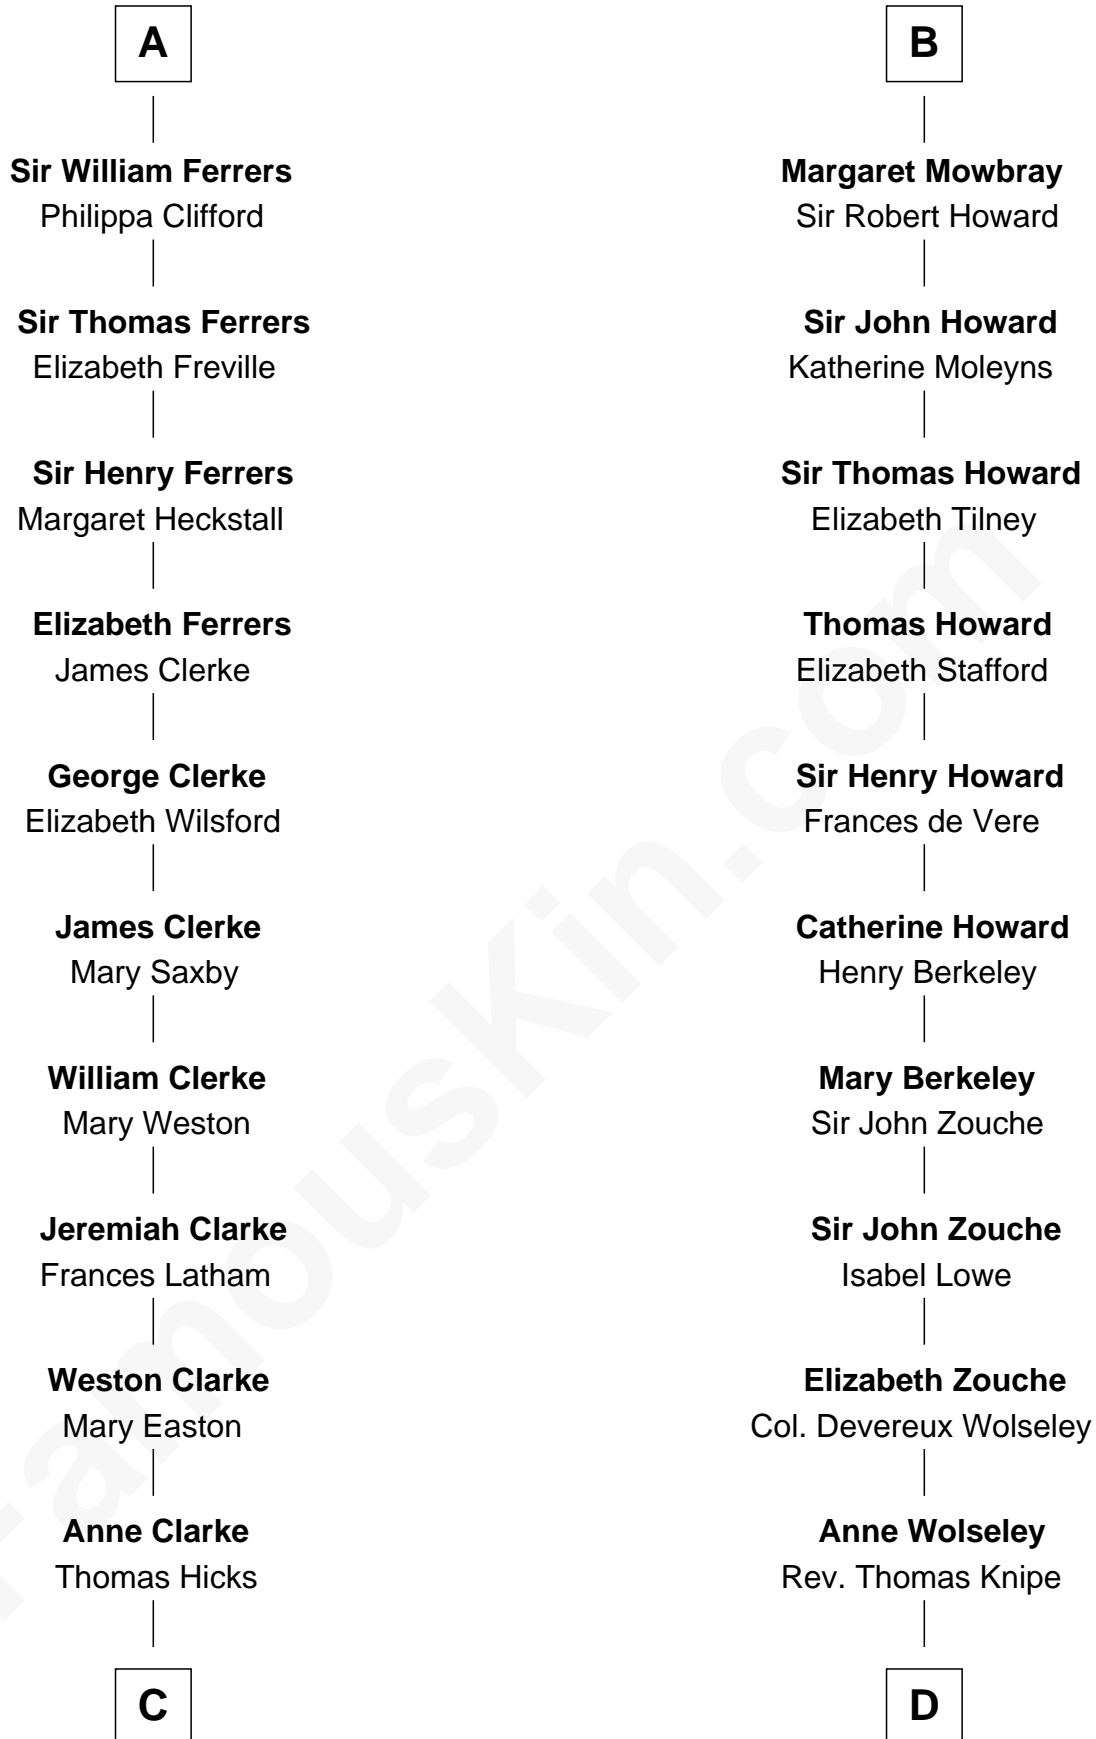 A
Sir William Ferrers
Philippa Clifford
Sir Thomas Ferrers
Elizabeth Freville
Sir Henry Ferrers
Margaret Heckstall
Elizabeth Ferrers
James Clerke
George Clerke
Elizabeth Wilsford
James Clerke
Mary Saxby
William Clerke
Mary Weston
Jeremiah Clarke
Frances Latham
Weston Clarke
Mary Easton
Anne Clarke
Thomas Hicks
C
B
Margaret Mowbray
Sir Robert Howard
Sir John Howard
Katherine Moleyns
Sir Thomas Howard
Elizabeth Tilney
Thomas Howard
Elizabeth Stafford
Sir Henry Howard
Frances de Vere
Catherine Howard
Henry Berkeley
Mary Berkeley
Sir John Zouche
Sir John Zouche
Isabel Lowe
Elizabeth Zouche
Col. Devereux Wolseley
Anne Wolseley
Rev. Thomas Knipe
D
FamousKin.com